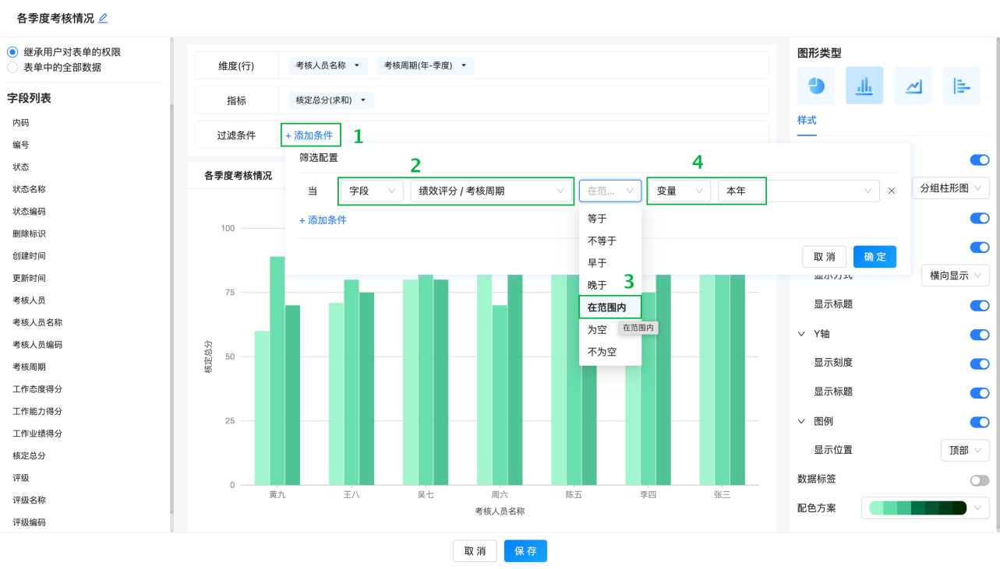 各季度考核情况
继承用户对表单的权限
表单中的全部数据
字段列表
内码
编号
状态
状态名称
状态编码
删除标识
创建时间
更新时间
考核人员
考核人员名称
考核人员编码
考核周期
工作态度得分
工作能力得分
工作业绩得分
核定总分
评级
评级名称
评级编码
维度(行) 考核人员名称 考核周期(年-季度)
指标 核定总分(求和)
过滤条件 + 添加条件 1
筛选配置
2 4
当 字段 绩效评分 / 考核周期 在范... 变量 本年
+ 添加条件
等于
不等于
早于
晚于
3
在范围内
为空
在范围内
不为空
取消 确定
各季度考核情况
100
75
50
25
0
核定总分
黄九 王八 吴七 周六 陈五 李四 张三
考核人员名称
图形类型
样式
分组柱形图
显示方式 横向显示
显示标题
Y轴
显示刻度
显示标题
图例
显示位置 顶部
数据标签
配色方案
取消 保存